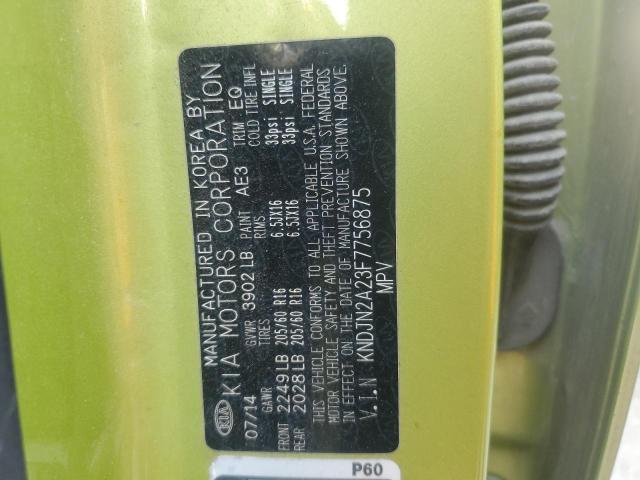 MANUFACTURED IN KOREA BY
KIA KIA MOTORS CORPORATION
07/14 GVWR 3902LB PAINT AE3 TRIM EQ
GAWR TIRES RIMS COLD TIRE INFL
FRONT 2249LB 205/60 R16 6.5JX16 33psi SINGLE
REAR 2028LB 205/60 R16 6.5JX16 33psi SINGLE
THIS VEHICLE CONFORMS TO ALL APPLICABLE U.S.A. FEDERAL
MOTOR VEHICLE SAFETY AND THEFT PREVENTION STANDARDS
IN EFFECT ON THE DATE OF MANUFACTURE SHOWN ABOVE.
V.I.N KNDJN2A23F7756875
MPV
P60